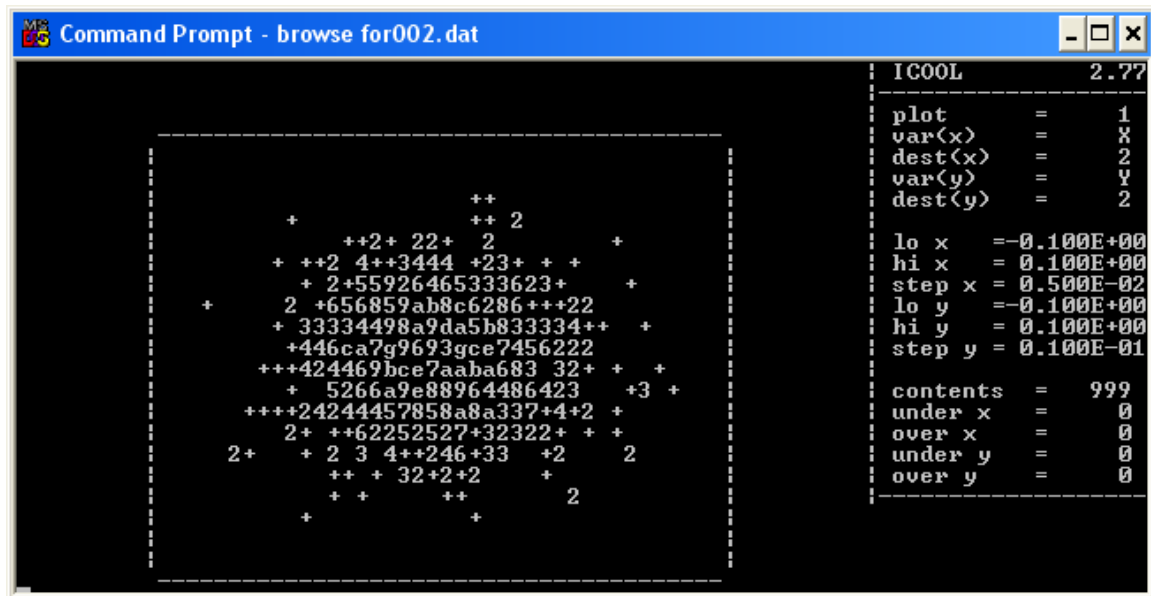 Command Prompt - browse for002.dat
ICOOL 2.77
plot = 1
var(x) = X
dest(x) = 2
var(y) = Y
dest(y) = 2
lo x =-0.100E+00
hi x = 0.100E+00
step x = 0.500E-02
lo y =-0.100E+00
hi y = 0.100E+00
step y = 0.100E-01
contents = 999
under x = 0
over x = 0
under y = 0
over y = 0
++
+ ++ 2
++2+ 22+ 2 +
+ ++2 4++3444 +23+ + +
+ 2+55926465333623+ +
+ 2 +656859ab8c6286+++22
+ 33334498a9da5b833334++ +
+446ca7g9693gce7456222
+++424469bce7aaba683 32+ + +
+ 5266a9e88964486423 +3 +
++++24244457858a8a337+4+2 +
2+ ++62252527+32322+ + +
2+ + 2 3 4++246+33 +2 2
++ + 32+2+2 +
+ + ++ 2
+ +